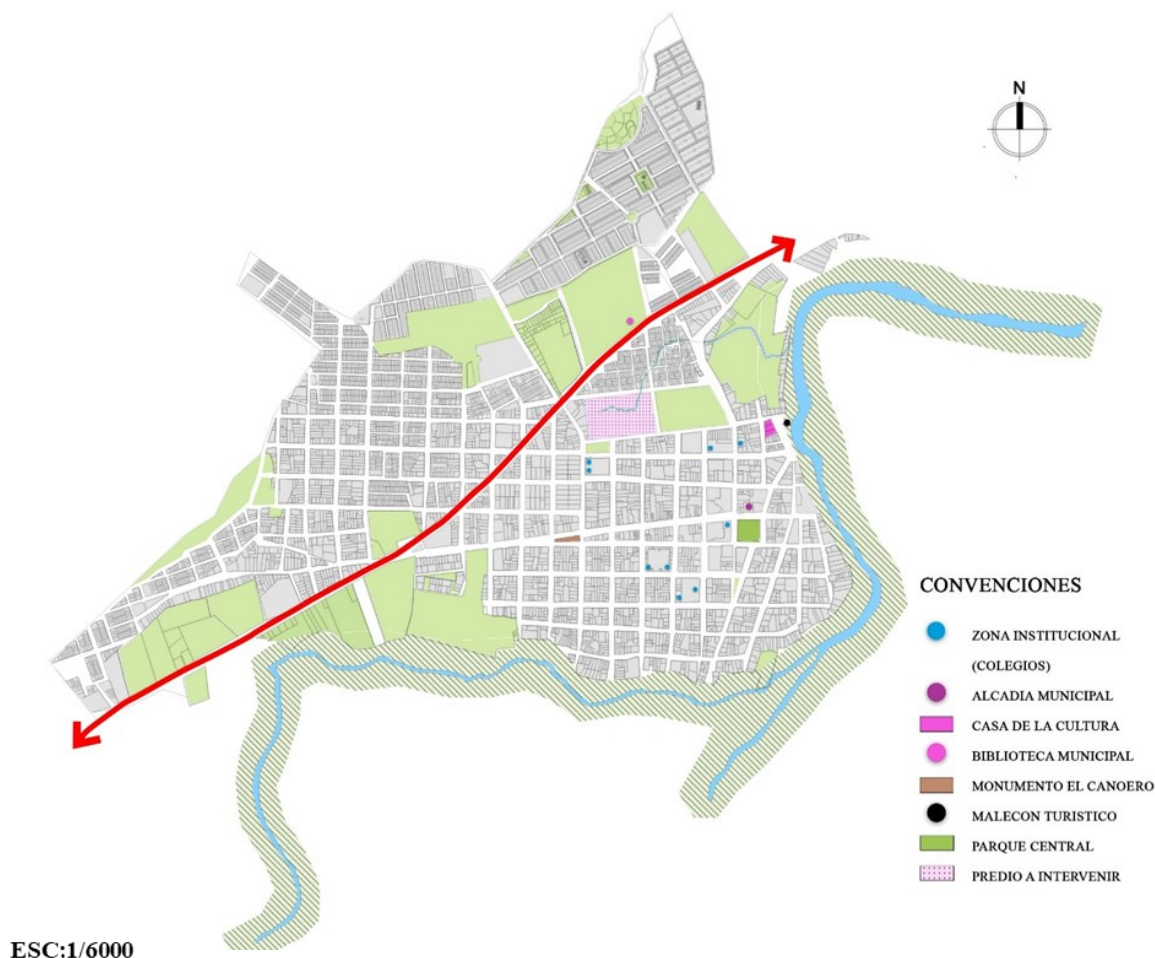 N
CONVENCIONES
ZONA INSTITUCIONAL
(COLEGIOS)
ALCADIA MUNICIPAL
CASA DE LA CULTURA
BIBLIOTECA MUNICIPAL
MONUMENTO EL CANOERO
MALECON TURISTICO
PARQUE CENTRAL
PREDIO A INTERVENIR
ESC:1/6000